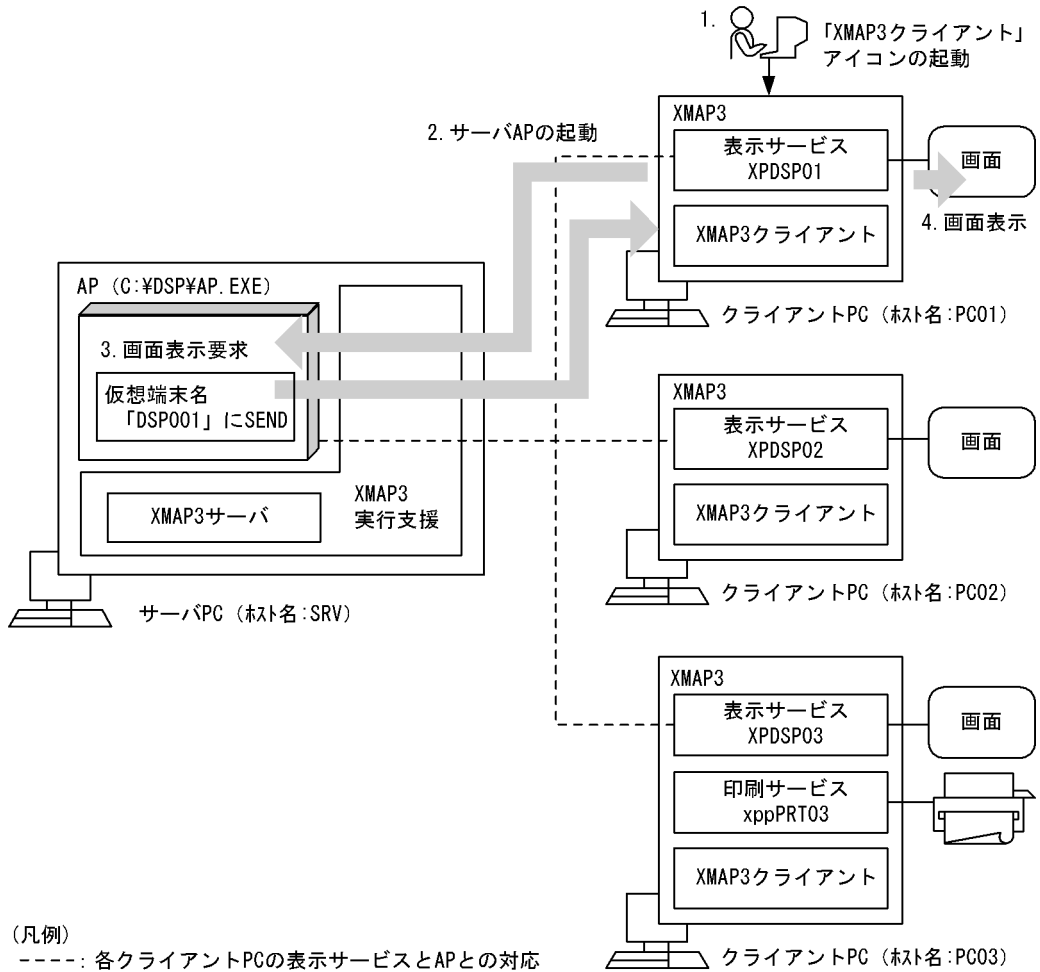 1.
「XMAP3クライアント」
アイコンの起動
XMAP3
表示サービス
XPDSP01
XMAP3クライアント
画面
4.画面表示
クライアントPC（ホスト名:PC01）
2.サーバAPの起動
AP（C:¥DSP¥AP.EXE）
3.画面表示要求
仮想端末名
「DSP001」にSEND
XMAP3サーバ
XMAP3
実行支援
サーバPC（ホスト名:SRV）
XMAP3
表示サービス
XPDSP02
XMAP3クライアント
画面
クライアントPC（ホスト名:PC02）
XMAP3
表示サービス
XPDSP03
画面
印刷サービス
xppPRT03
XMAP3クライアント
クライアントPC（ホスト名:PC03）
（凡例）
----：各クライアントPCの表示サービスとAPとの対応